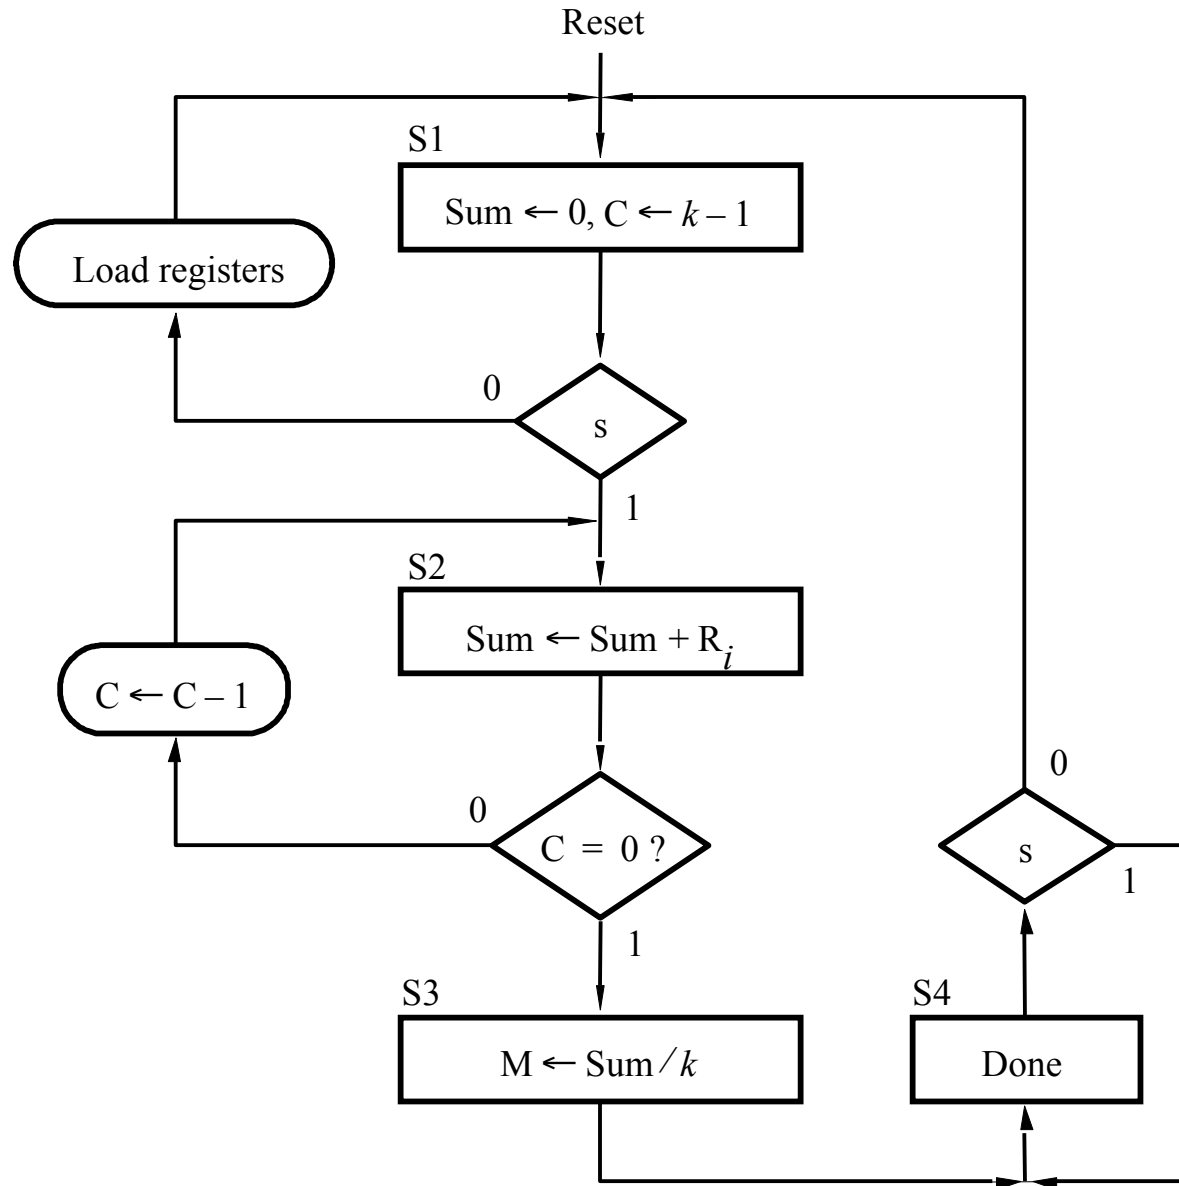 Reset
S1
Sum ← 0, C ← k – 1
Load registers
0
s
1
S2
Sum ← Sum + R_i
C ← C – 1
0
C = 0 ?
1
0
s
1
S3
M ← Sum ∕ k
S4
Done